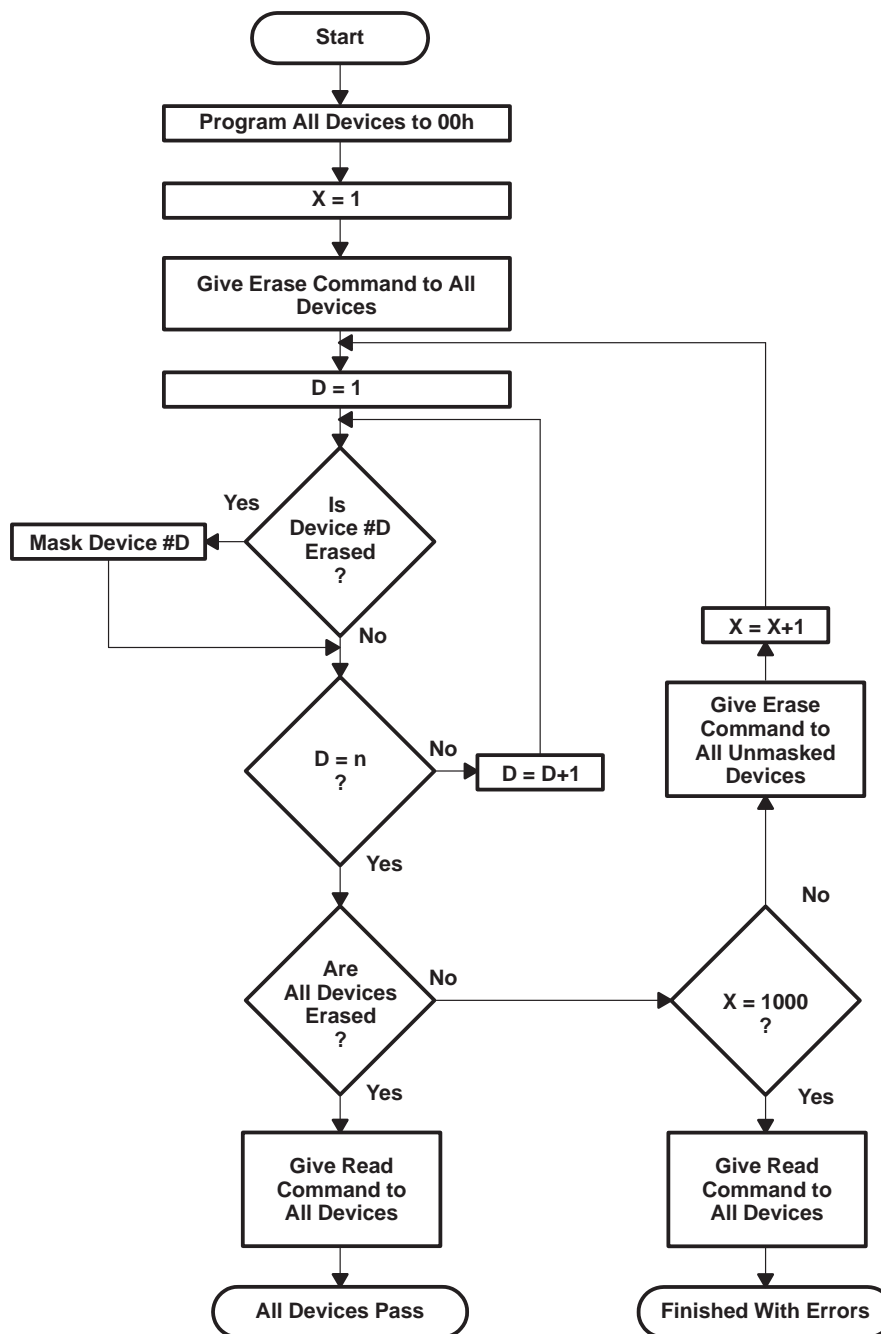 Start
Program All Devices to 00h
X = 1
Give Erase Command to All
Devices
D = 1
Yes
Is
Device #D
Erased
?
Mask Device #D
No
X = X+1
D = n
?
No
D = D+1
Give Erase
Command to
All Unmasked
Devices
Yes
No
Are
All Devices
Erased
?
No
X = 1000
?
Yes
Yes
Give Read
Command to
All Devices
Give Read
Command to
All Devices
All Devices Pass
Finished With Errors